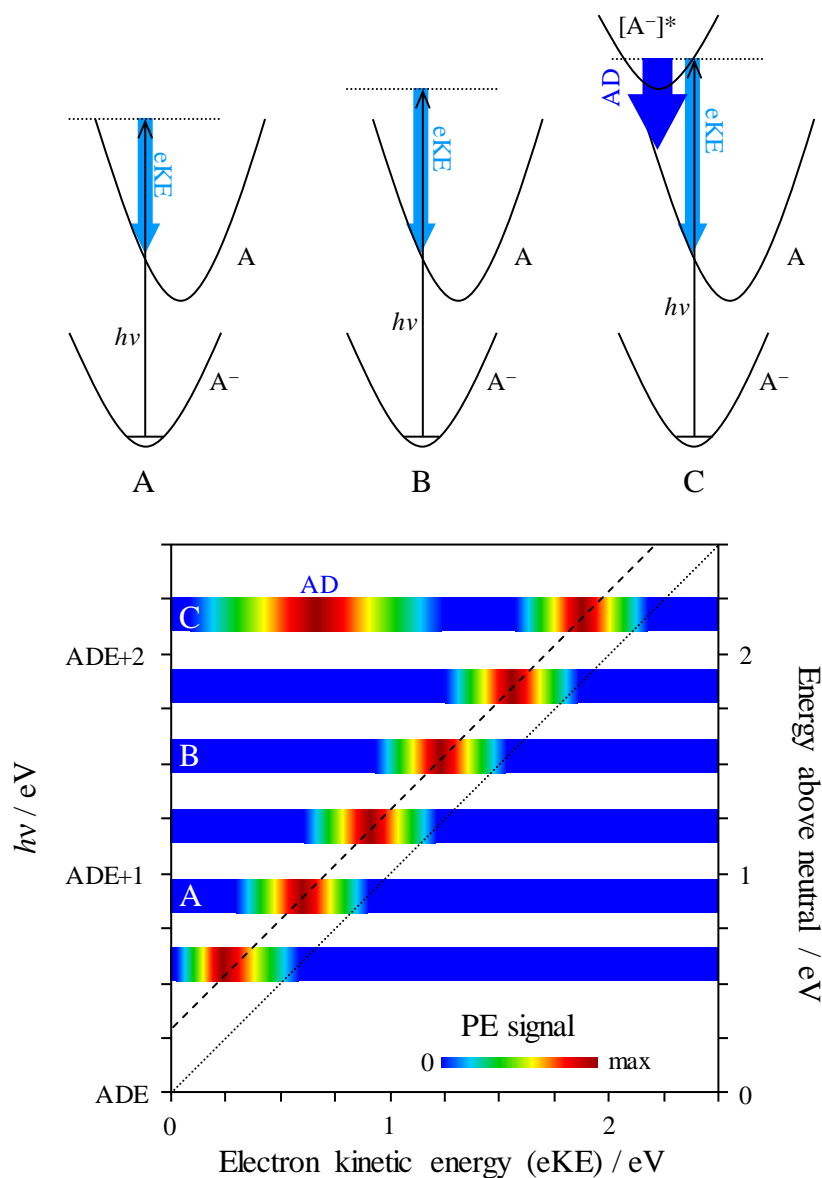 [A⁻]*
AD
eKE
eKE
eKE
A
A
A
hν
hν
hν
A⁻
A⁻
A⁻
A
B
C
AD
C
ADE+2
2
B
hν / eV
Energy above neutral / eV
ADE+1
1
A
PE signal
0
max
ADE
0
0
1
2
Electron kinetic energy (eKE) / eV